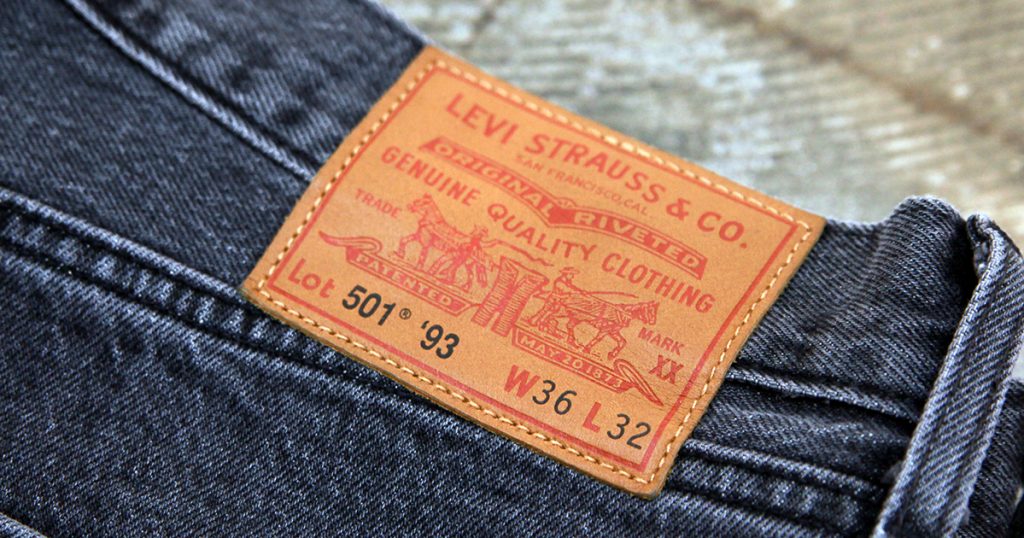 LEVI STRAUSS & CO.
SAN FRANCISCO, CAL
ORIGINAL RIVETED
GENUINE QUALITY CLOTHING
TRADE MARK
PATENTED MAY 20 1873
XX
Lot 501® '93
W36 L32